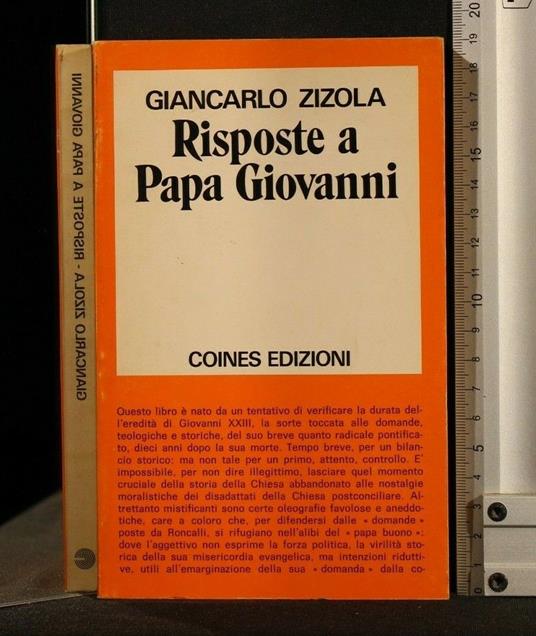 GIANCARLO ZIZOLA
Risposte a
Papa Giovanni
COINES EDIZIONI
Questo libro è nato da un tentativo di verificare la durata del-
l'eredità di Giovanni XXIII, la sorte toccata alle domande,
teologiche e storiche, del suo breve quanto radicale pontifica-
to, dieci anni dopo la sua morte. Tempo breve, per un bilan-
cio storico: ma non tale per un primo, attento, controllo. E'
impossibile, per non dire illegittimo, lasciare quel momento
cruciale della storia della Chiesa abbandonato alle nostalgie
moralistiche dei disadattati della Chiesa postconciliare. Al-
trettanto mistificanti sono certe oleografie favolose e aneddo-
tiche, care a coloro che, per difendersi dalle « domande »
poste da Roncalli, si rifugiano nell'alibi del « papa buono »:
dove l'aggettivo non esprime la forza politica, la virilità sto-
rica della sua misericordia evangelica, ma intenzioni ridutti-
ve, utili all'emarginazione della sua « domanda » dalla co-
GIANCARLO ZIZOLA - RISPOSTE A PAPA GIOVANNI
20
15
10
5
0